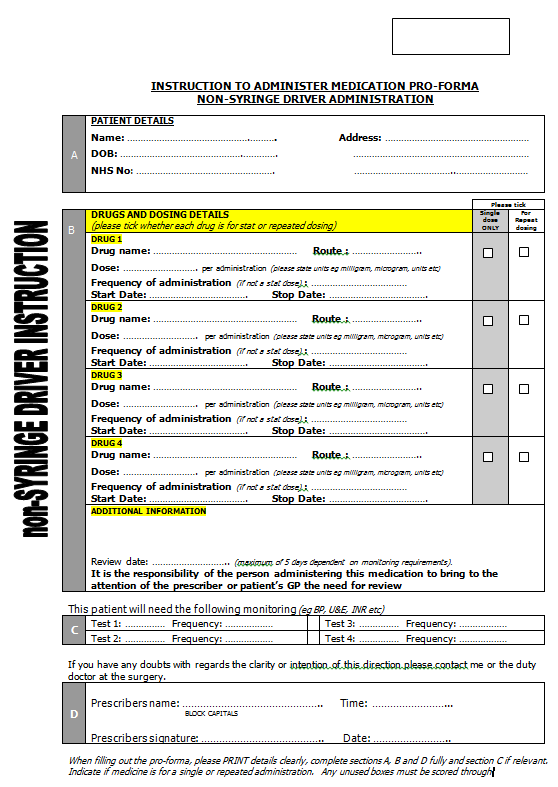 INSTRUCTION TO ADMINISTER MEDICATION PRO-FORMA
NON-SYRINGE DRIVER ADMINISTRATION
non-SYRINGE DRIVER INSTRUCTION
A
PATIENT DETAILS
Name: ……………………………………….……….. Address: …………………………………………………
DOB: ……………………………………….………… …………………………………………………
NHS No: …………………………………………. ………………………………..…………………
Please tick
B
DRUGS AND DOSING DETAILS
(please tick whether each drug is for stat or repeated dosing)
Single dose ONLY
For Repeat dosing
DRUG 1
Drug name: ………………………………………… Route : ……………………..
Dose: …………………………. per administration (please state units eg milligram, microgram, units etc)
Frequency of administration (if not a stat dose).: ………………………………..
Start Date: ………………………………. Stop Date: ……………………………..
DRUG 2
Drug name: ………………………………………… Route : ……………………..
Dose: …………………………. per administration (please state units eg milligram, microgram, units etc)
Frequency of administration (if not a stat dose).: ………………………………..
Start Date: ………………………………. Stop Date: ……………………………..
DRUG 3
Drug name: ………………………………………… Route : ……………………..
Dose: …………………………. per administration (please state units eg milligram, microgram, units etc)
Frequency of administration (if not a stat dose).: ………………………………..
Start Date: ………………………………. Stop Date: ……………………………..
DRUG 4
Drug name: ………………………………………… Route : ……………………..
Dose: …………………………. per administration (please state units eg milligram, microgram, units etc)
Frequency of administration (if not a stat dose).: ………………………………..
Start Date: ………………………………. Stop Date: ……………………………..
ADDITIONAL INFORMATION
Review date: …………………………. (maximum of 5 days dependent on monitoring requirements).
It is the responsibility of the person administering this medication to bring to the
attention of the prescriber or patient's GP the need for review
This patient will need the following monitoring (eg BP, U&E, INR etc)
C
Test 1: …………… Frequency: ……………… Test 3: …………… Frequency: ………………
Test 2: …………… Frequency: ……………… Test 4: …………… Frequency: ………………
If you have any doubts with regards the clarity or intention of this direction please contact me or the duty
doctor at the surgery.
D
Prescribers name: …………………………………….. Time: …………………………...
BLOCK CAPITALS
Prescribers signature: ………………………………… Date: …………………………..
When filling out the pro-forma, please PRINT details clearly, complete sections A, B and D fully and section C if relevant.
Indicate if medicine is for a single or repeated administration. Any unused boxes must be scored through